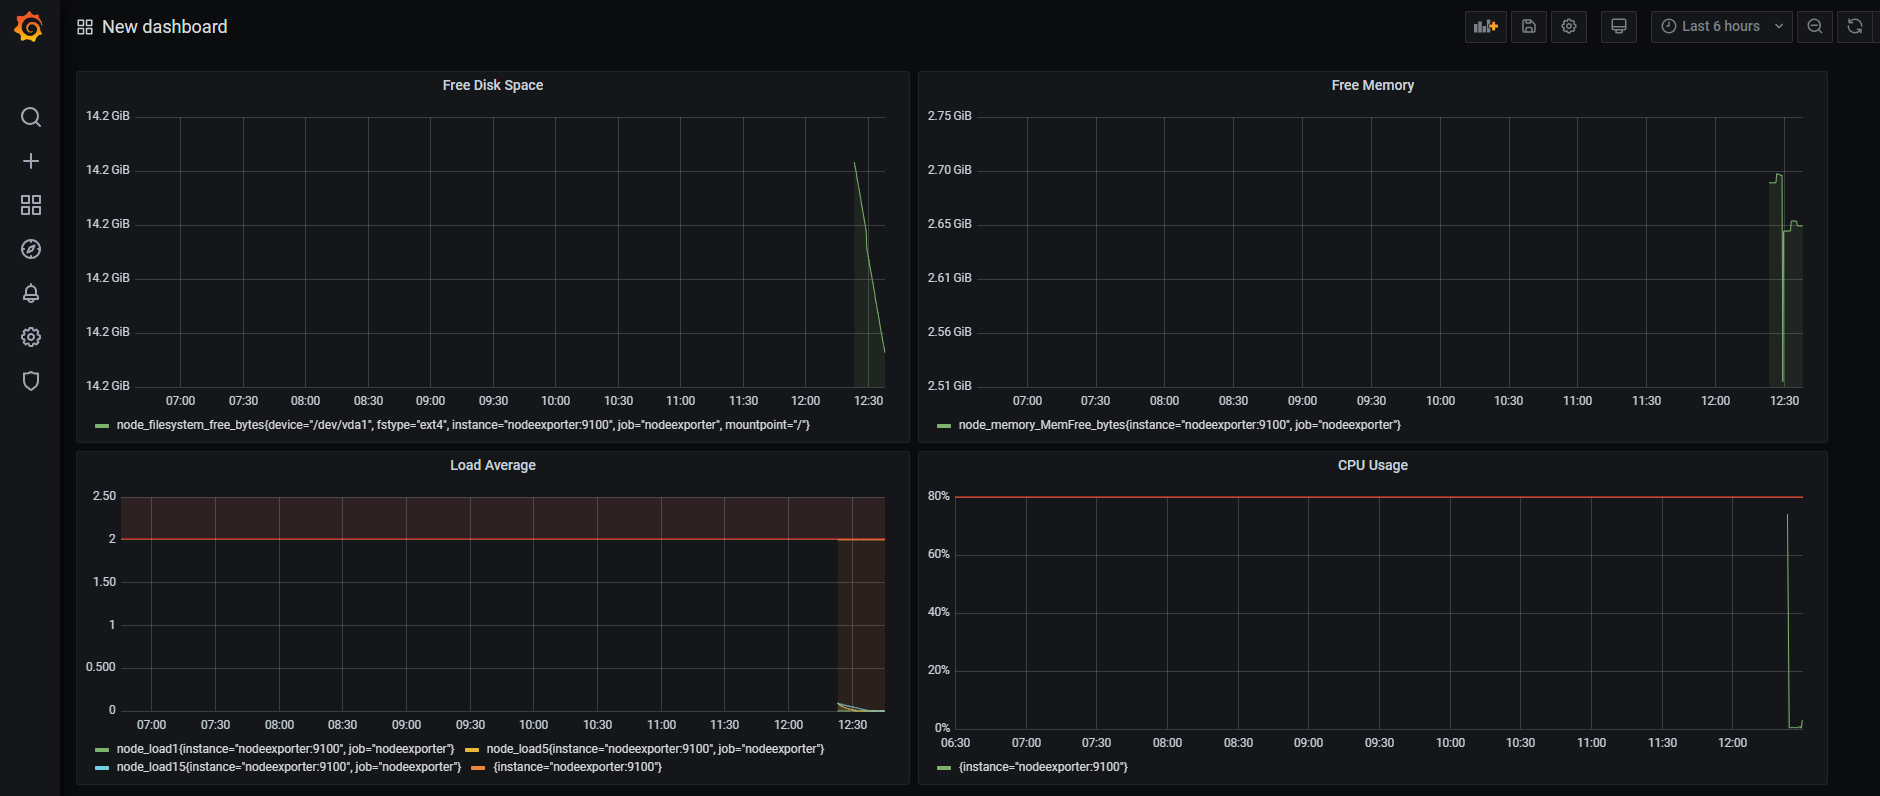 New dashboard
Last 6 hours
Free Disk Space
14.2 GiB
14.2 GiB
14.2 GiB
14.2 GiB
14.2 GiB
14.2 GiB
07:00 07:30 08:00 08:30 09:00 09:30 10:00 10:30 11:00 11:30 12:00 12:30
node_filesystem_free_bytes{device="/dev/vda1", fstype="ext4", instance="nodeexporter:9100", job="nodeexporter", mountpoint="/"}
Free Memory
2.75 GiB
2.70 GiB
2.65 GiB
2.61 GiB
2.56 GiB
2.51 GiB
07:00 07:30 08:00 08:30 09:00 09:30 10:00 10:30 11:00 11:30 12:00 12:30
node_memory_MemFree_bytes{instance="nodeexporter:9100", job="nodeexporter"}
Load Average
2.50
2
1.50
1
0.500
0
07:00 07:30 08:00 08:30 09:00 09:30 10:00 10:30 11:00 11:30 12:00 12:30
node_load1{instance="nodeexporter:9100", job="nodeexporter"} node_load5{instance="nodeexporter:9100", job="nodeexporter"}
node_load15{instance="nodeexporter:9100", job="nodeexporter"} {instance="nodeexporter:9100"}
CPU Usage
80%
60%
40%
20%
0%
06:30 07:00 07:30 08:00 08:30 09:00 09:30 10:00 10:30 11:00 11:30 12:00
{instance="nodeexporter:9100"}